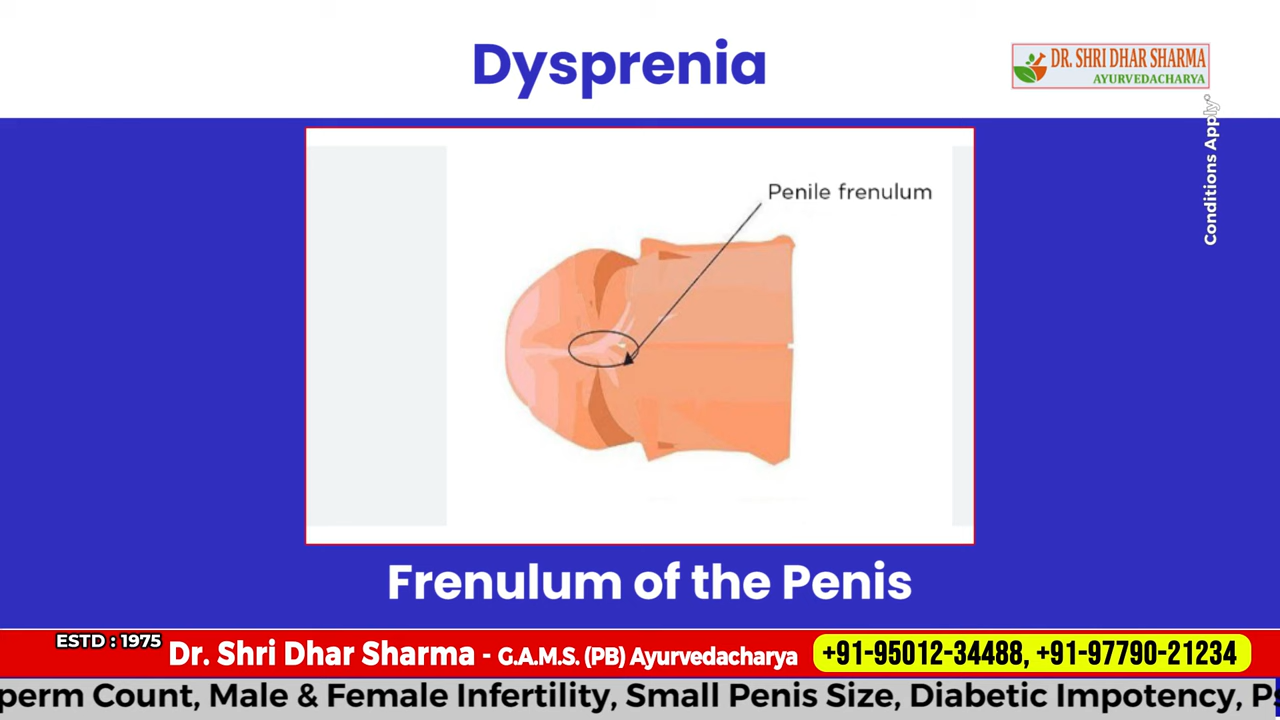 Dysprenia
DR. SHRI DHAR SHARMA
AYURVEDACHARYA
Conditions Apply*
Penile frenulum
Frenulum of the Penis
ESTD : 1975
Dr. Shri Dhar Sharma - G.A.M.S. (PB) Ayurvedacharya
+91-95012-34488, +91-97790-21234
perm Count, Male & Female Infertility, Small Penis Size, Diabetic Impotency,